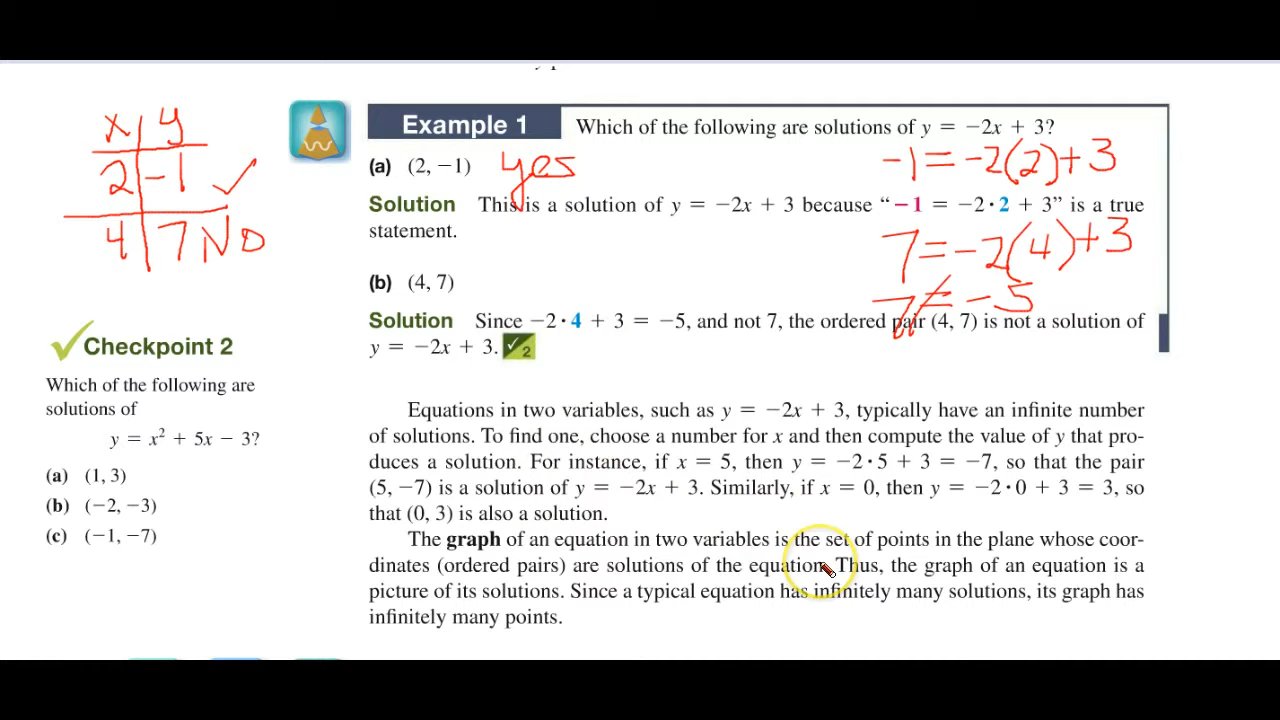 x y
2 -1 ✓
4 7 NO
Example 1 Which of the following are solutions of y = −2x + 3?
-1 = -2(2)+3
(a) (2, −1) yes
Solution This is a solution of y = −2x + 3 because “−1 = −2 · 2 + 3” is a true
statement.
7 = -2(4)+3
(b) (4, 7)
7 ≠ -5
Solution Since −2 · 4 + 3 = −5, and not 7, the ordered pair (4, 7) is not a solution of
y = −2x + 3. ✓2
Checkpoint 2
Which of the following are
solutions of
y = x² + 5x − 3?
(a) (1, 3)
(b) (−2, −3)
(c) (−1, −7)
Equations in two variables, such as y = −2x + 3, typically have an infinite number
of solutions. To find one, choose a number for x and then compute the value of y that pro-
duces a solution. For instance, if x = 5, then y = −2 · 5 + 3 = −7, so that the pair
(5, −7) is a solution of y = −2x + 3. Similarly, if x = 0, then y = −2 · 0 + 3 = 3, so
that (0, 3) is also a solution.
The graph of an equation in two variables is the set of points in the plane whose coor-
dinates (ordered pairs) are solutions of the equation. Thus, the graph of an equation is a
picture of its solutions. Since a typical equation has infinitely many solutions, its graph has
infinitely many points.